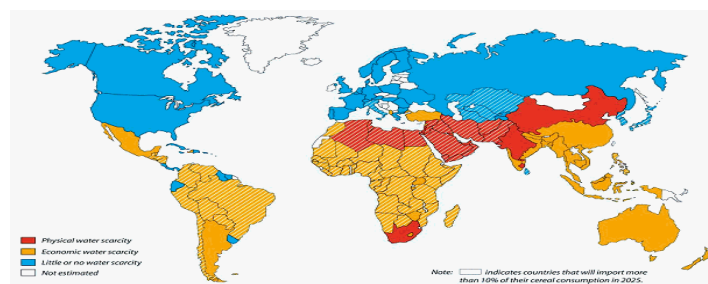 Physical water scarcity
Economic water scarcity
Little or no water scarcity
Not estimated
Note: indicates countries that will import more
than 10% of their cereal consumption in 2025.